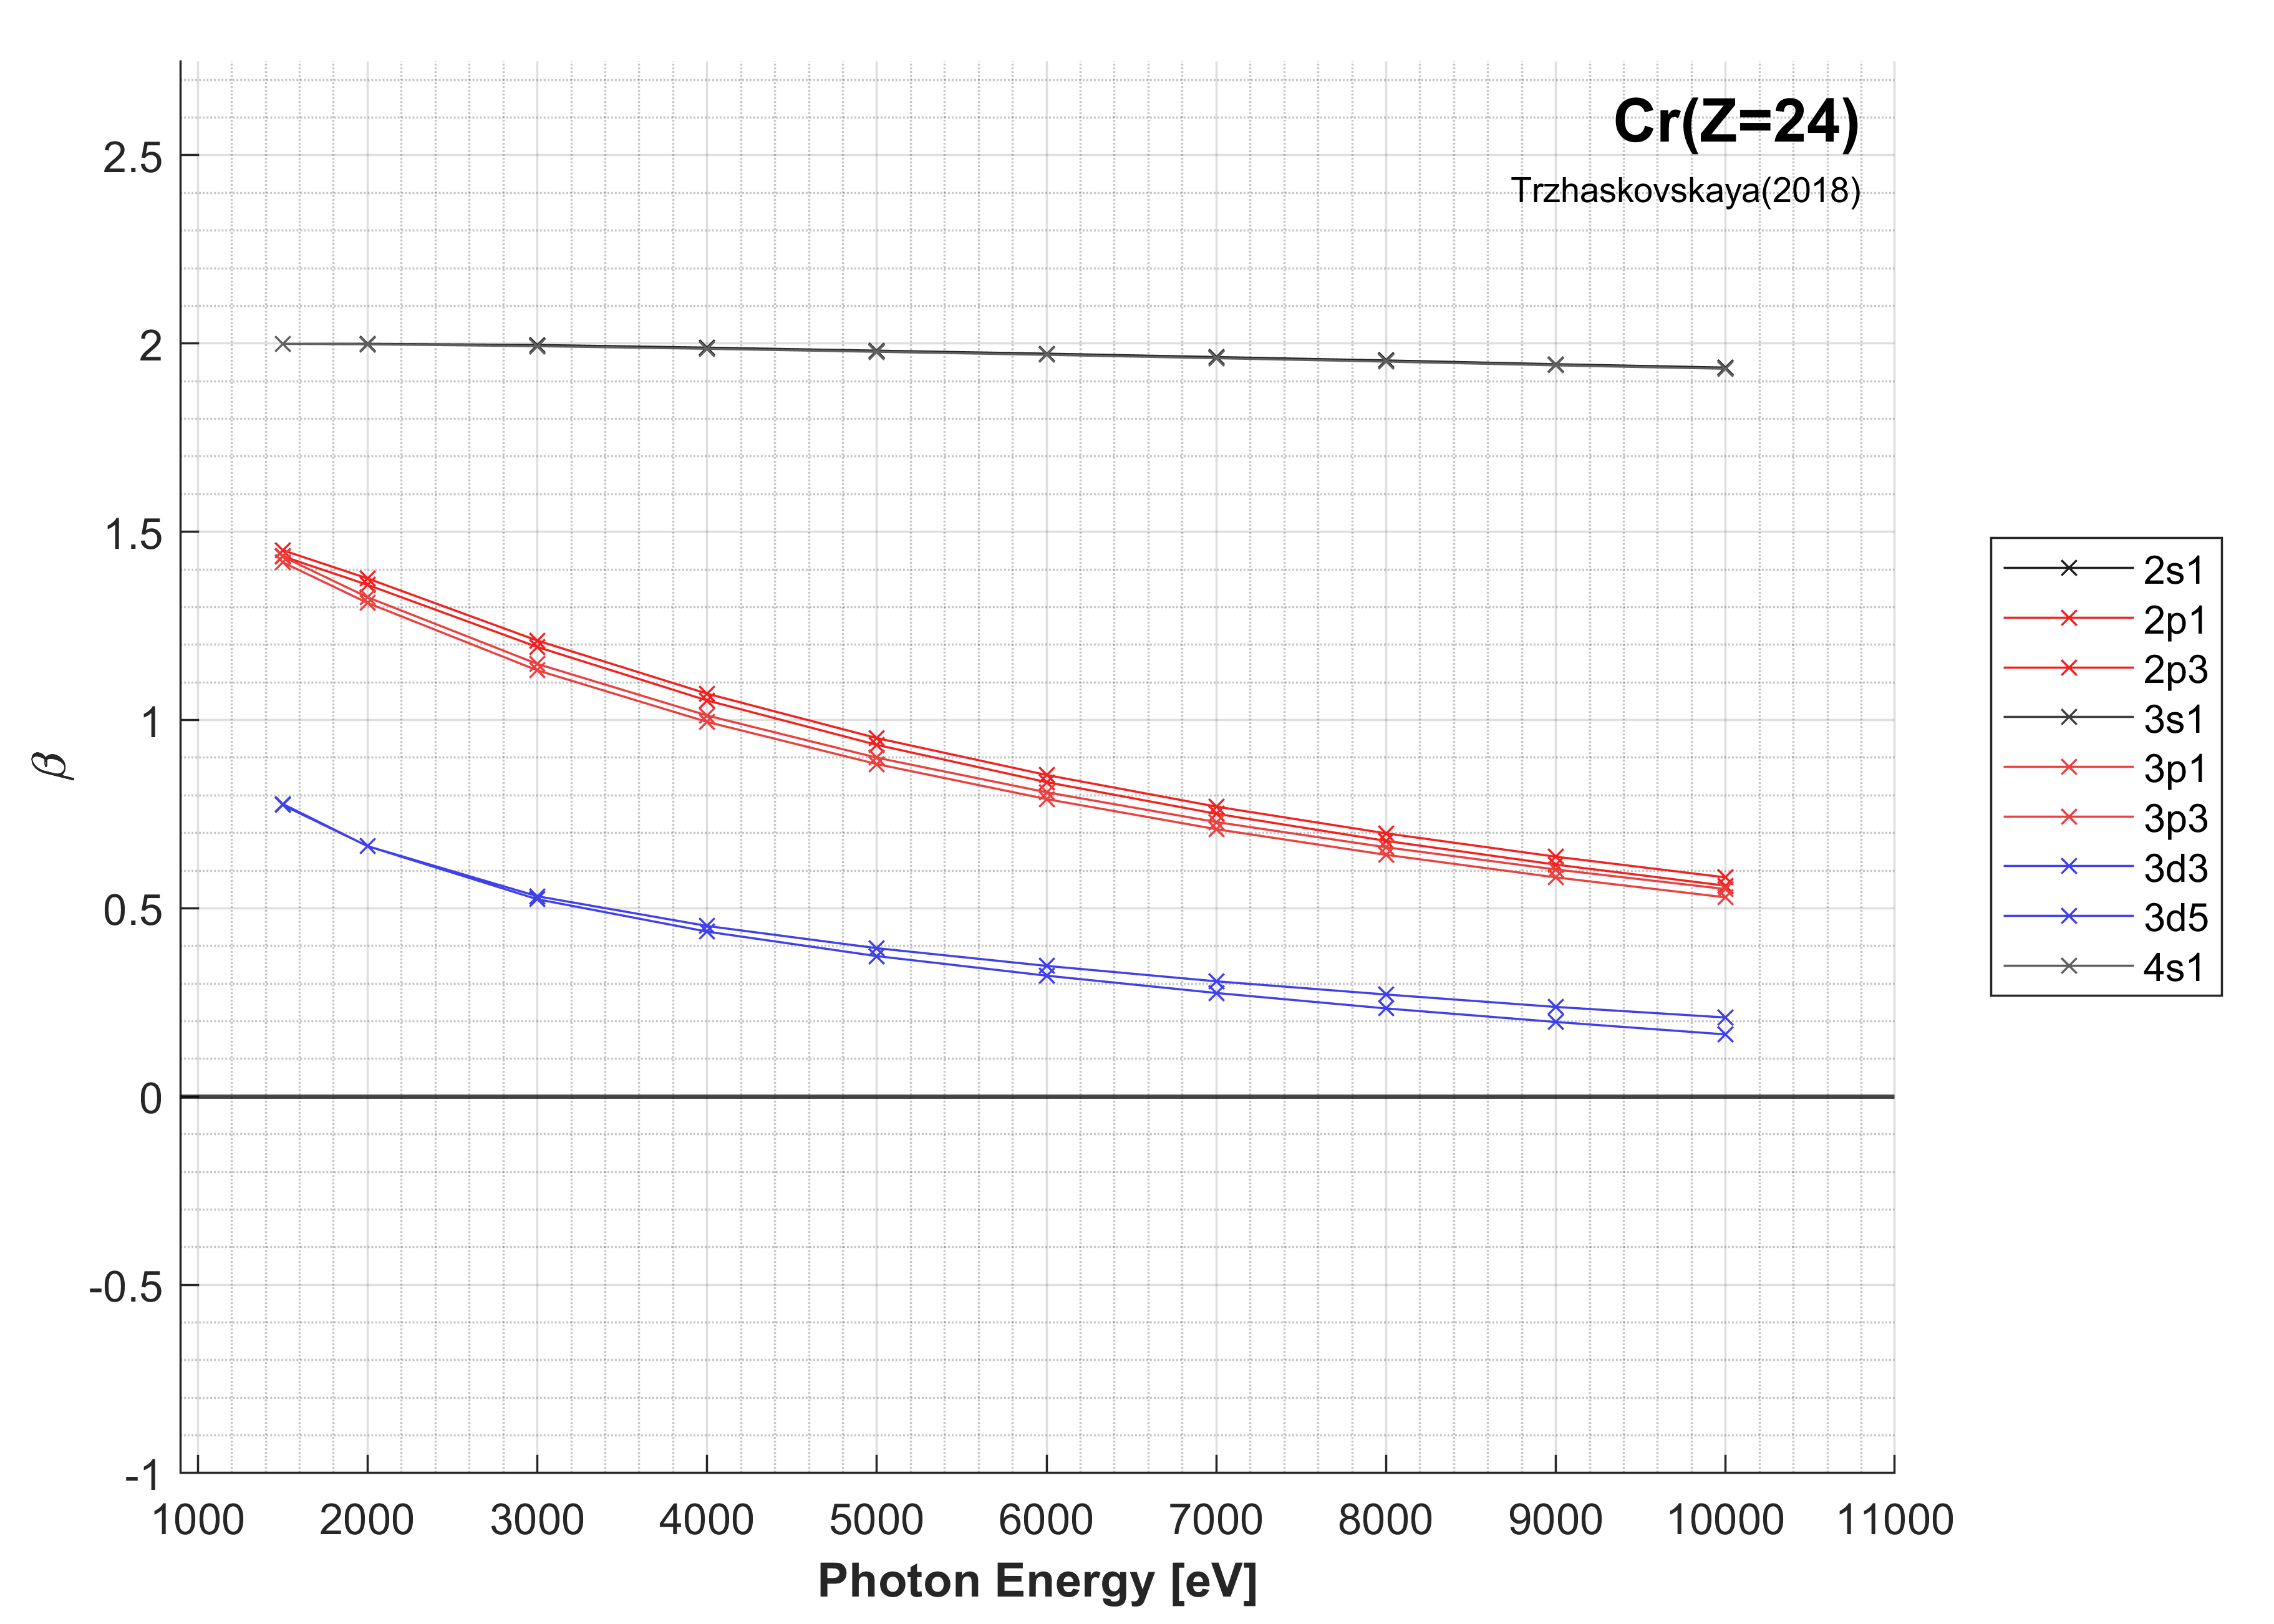 Cr(Z=24)
Trzhaskovskaya(2018)
2.5
2
1.5
1
0.5
0
-0.5
-1
β
1000 2000 3000 4000 5000 6000 7000 8000 9000 10000 11000
Photon Energy [eV]
2s1
2p1
2p3
3s1
3p1
3p3
3d3
3d5
4s1